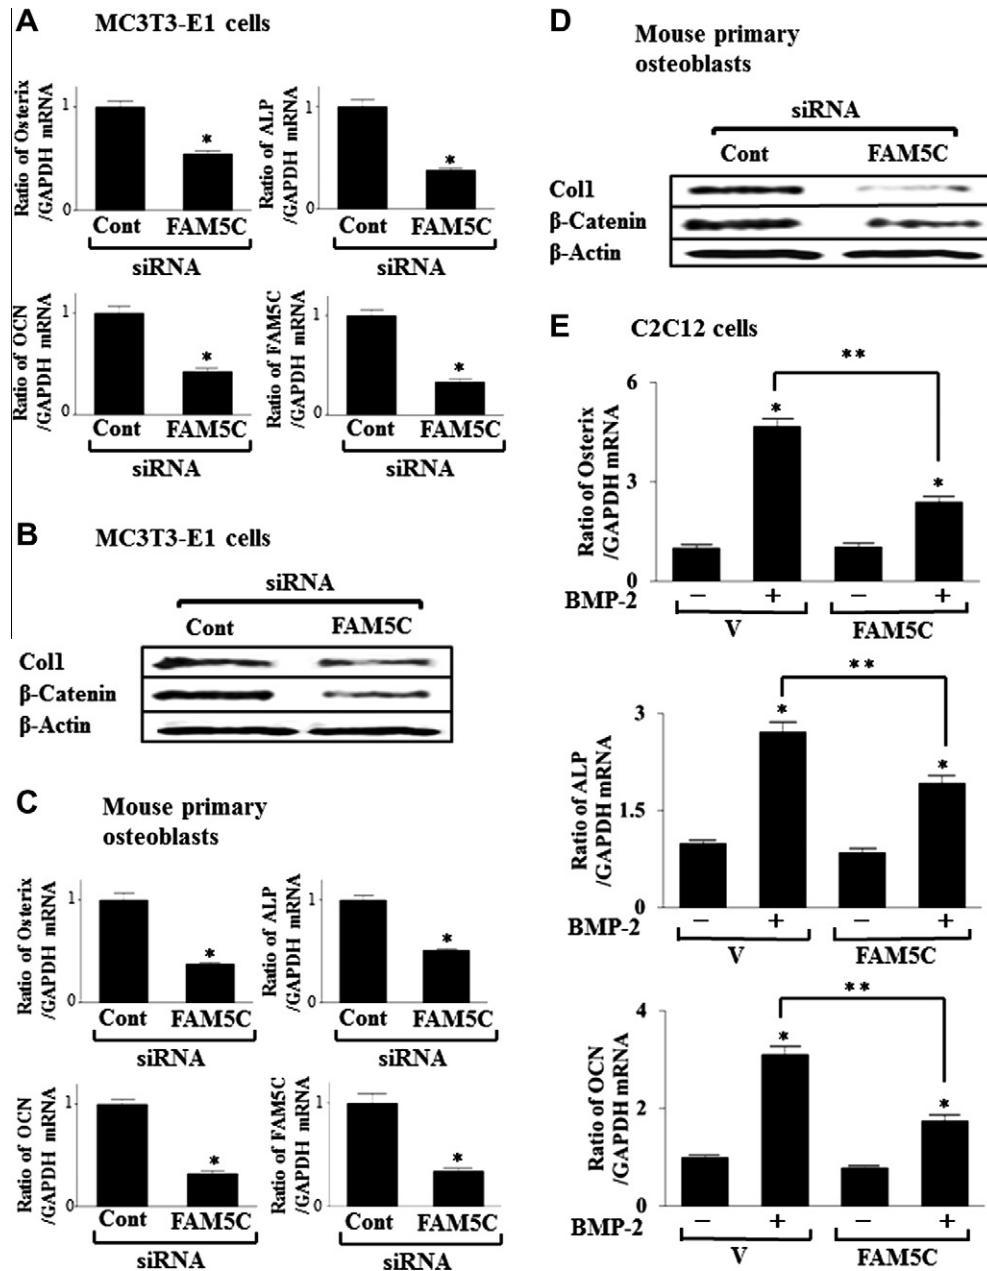 A
MC3T3-E1 cells
Ratio of Osterix
/GAPDH mRNA
1
0
*
Cont FAM5C
siRNA
Ratio of ALP
/GAPDH mRNA
1
0
*
Cont FAM5C
siRNA
Ratio of OCN
/GAPDH mRNA
1
0
*
Cont FAM5C
siRNA
Ratio of FAM5C
/GAPDH mRNA
1
0
*
Cont FAM5C
siRNA
B
MC3T3-E1 cells
siRNA
Cont FAM5C
Col1
β-Catenin
β-Actin
C
Mouse primary
osteoblasts
Ratio of Osterix
/GAPDH mRNA
1
0
*
Cont FAM5C
siRNA
Ratio of ALP
/GAPDH mRNA
1
0
*
Cont FAM5C
siRNA
Ratio of OCN
/GAPDH mRNA
1
0
*
Cont FAM5C
siRNA
Ratio of FAM5C
/GAPDH mRNA
1
0
*
Cont FAM5C
siRNA
D
Mouse primary
osteoblasts
siRNA
Cont FAM5C
Col1
β-Catenin
β-Actin
E
C2C12 cells
Ratio of Osterix
/GAPDH mRNA
6
3
0
**
*
*
BMP-2 − + − +
V FAM5C
Ratio of ALP
/GAPDH mRNA
3
1.5
0
**
*
*
BMP-2 − + − +
V FAM5C
Ratio of OCN
/GAPDH mRNA
4
2
0
**
*
*
BMP-2 − + − +
V FAM5C